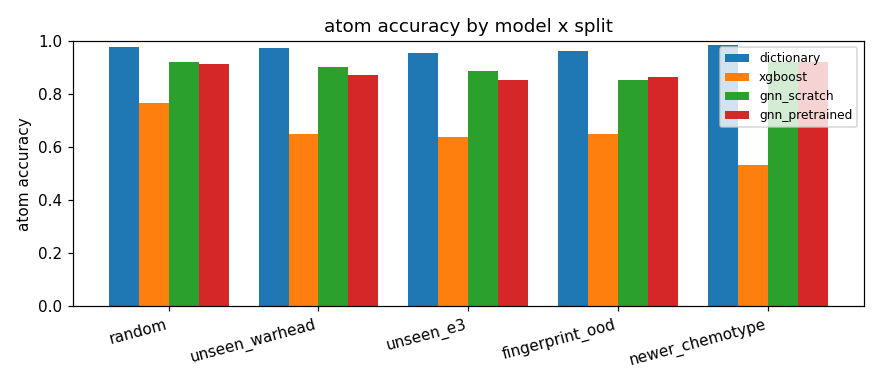 atom accuracy by model x split
atom accuracy
1.0
0.8
0.6
0.4
0.2
0.0
dictionary
xgboost
gnn_scratch
gnn_pretrained
random
unseen_warhead
unseen_e3
fingerprint_ood
newer_chemotype